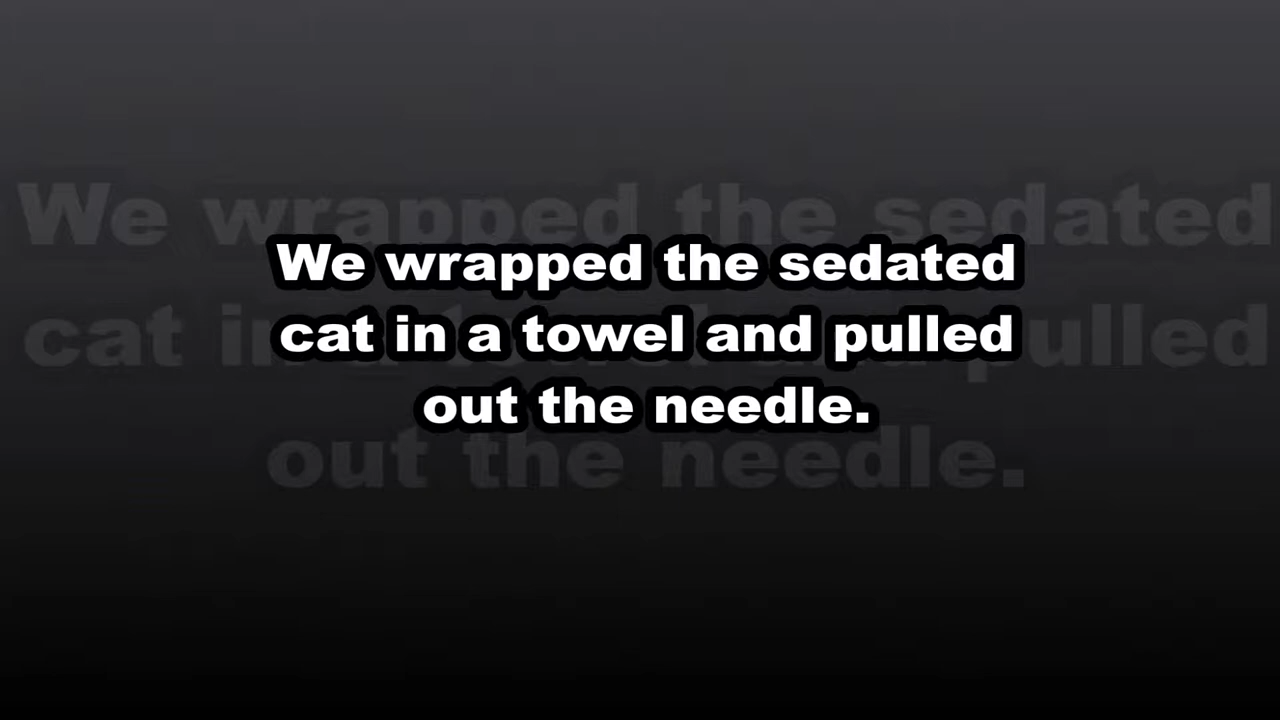 We wrapped the sedated
cat in a towel and pulled
out the needle.